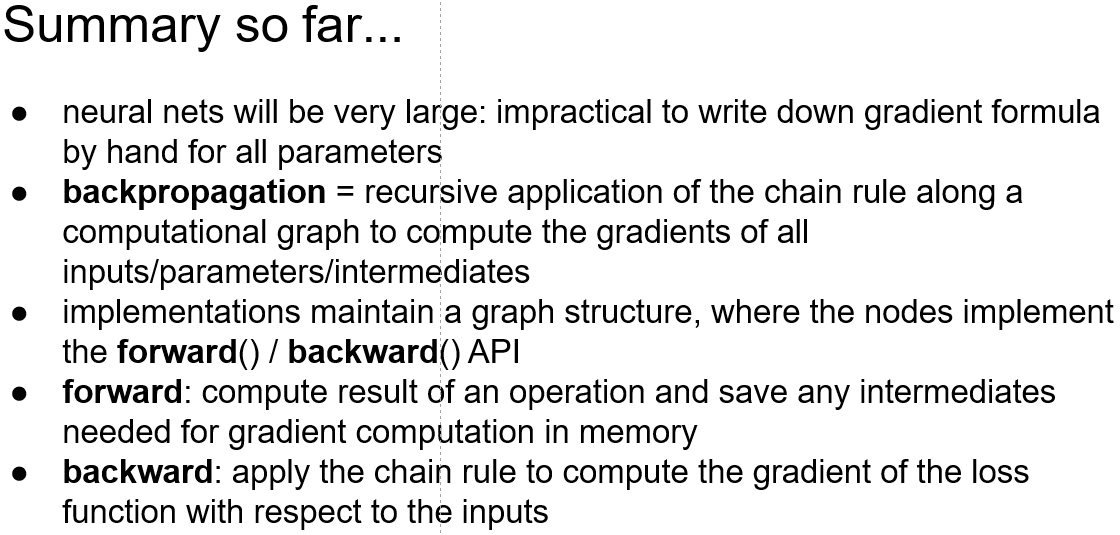 Summary so far...
● neural nets will be very large: impractical to write down gradient formula
by hand for all parameters
● backpropagation = recursive application of the chain rule along a
computational graph to compute the gradients of all
inputs/parameters/intermediates
● implementations maintain a graph structure, where the nodes implement
the forward() / backward() API
● forward: compute result of an operation and save any intermediates
needed for gradient computation in memory
● backward: apply the chain rule to compute the gradient of the loss
function with respect to the inputs